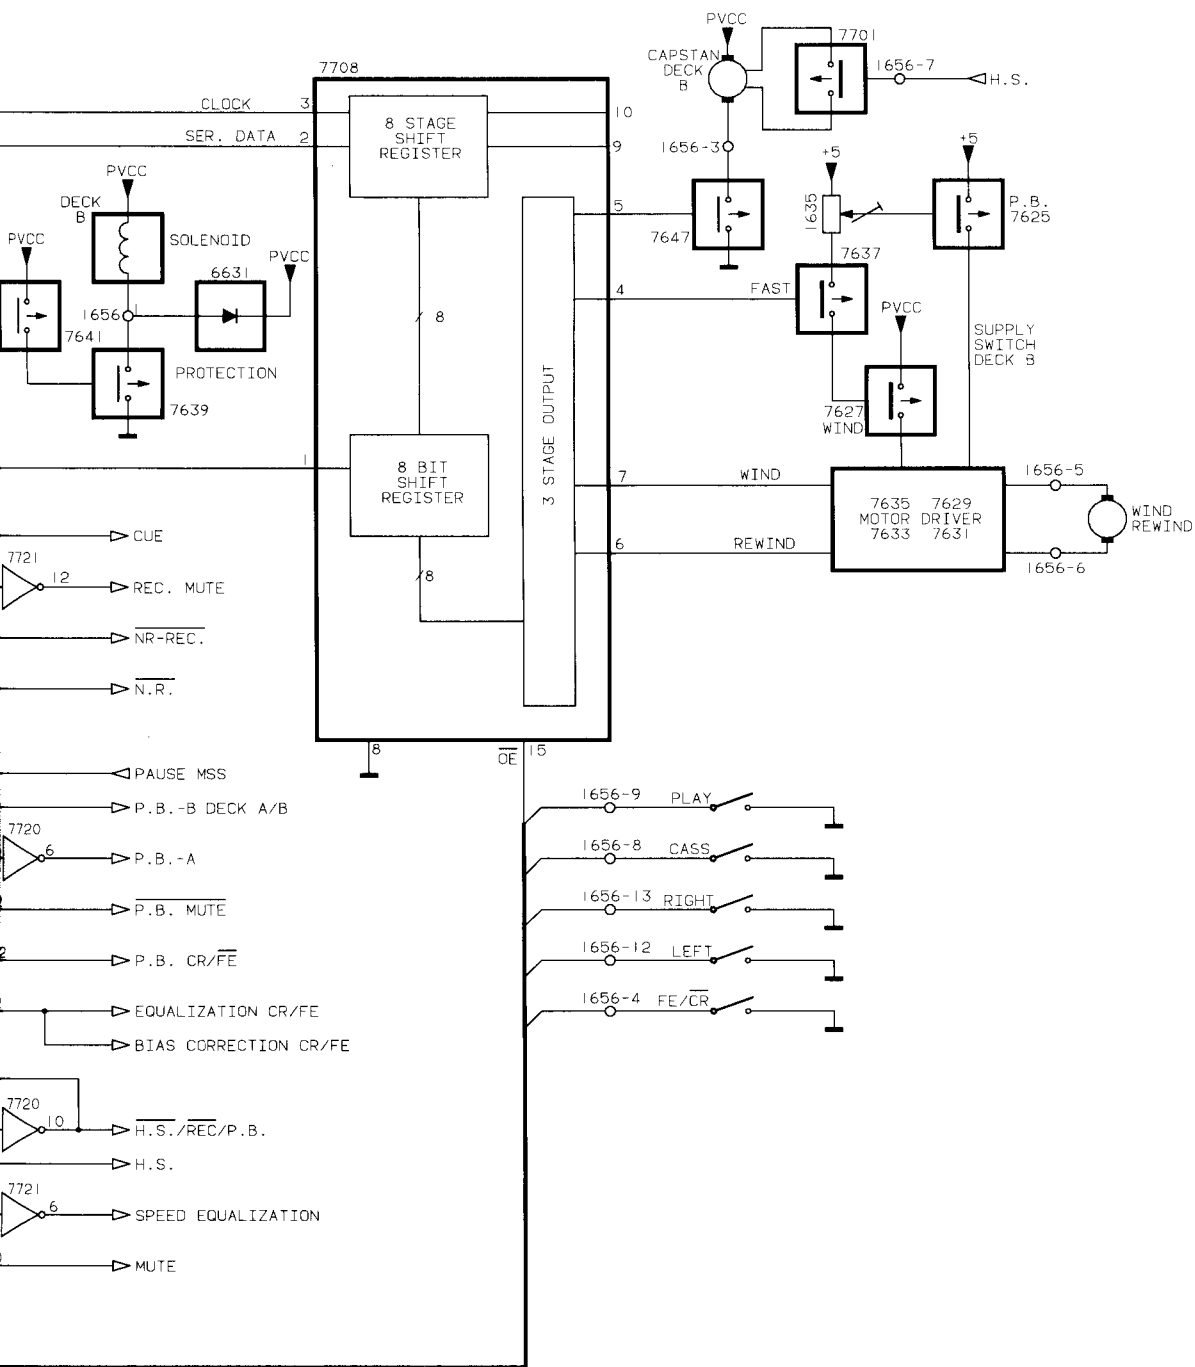 PVCC
7701
CAPSTAN
DECK
B
1656-7
H.S.
7708
CLOCK
3
10
8 STAGE
SHIFT
REGISTER
SER. DATA
2
9
1656-3
+5
+5
PVCC
DECK
B
SOLENOID
5
7647
1635
P.B.
7625
PVCC
PVCC
6631
7637
FAST
4
1656
1
7641
8
PVCC
SUPPLY
SWITCH
DECK B
PROTECTION
7639
3 STAGE OUTPUT
7627
WIND
1
8 BIT
SHIFT
REGISTER
7
WIND
1656-5
7635 7629
MOTOR DRIVER
7633 7631
WIND
REWIND
CUE
6
REWIND
1656-6
7721
12
REC. MUTE
8
NR-REC.
N.R.
8
OE
15
PAUSE MSS
1656-9
PLAY
P.B.-B DECK A/B
7720
6
P.B.-A
1656-8
CASS
P.B. MUTE
1656-13
RIGHT
2
P.B. CR/FE
1656-12
LEFT
EQUALIZATION CR/FE
1656-4
FE/CR
BIAS CORRECTION CR/FE
7720
10
H.S./REC/P.B.
H.S.
7721
6
SPEED EQUALIZATION
MUTE